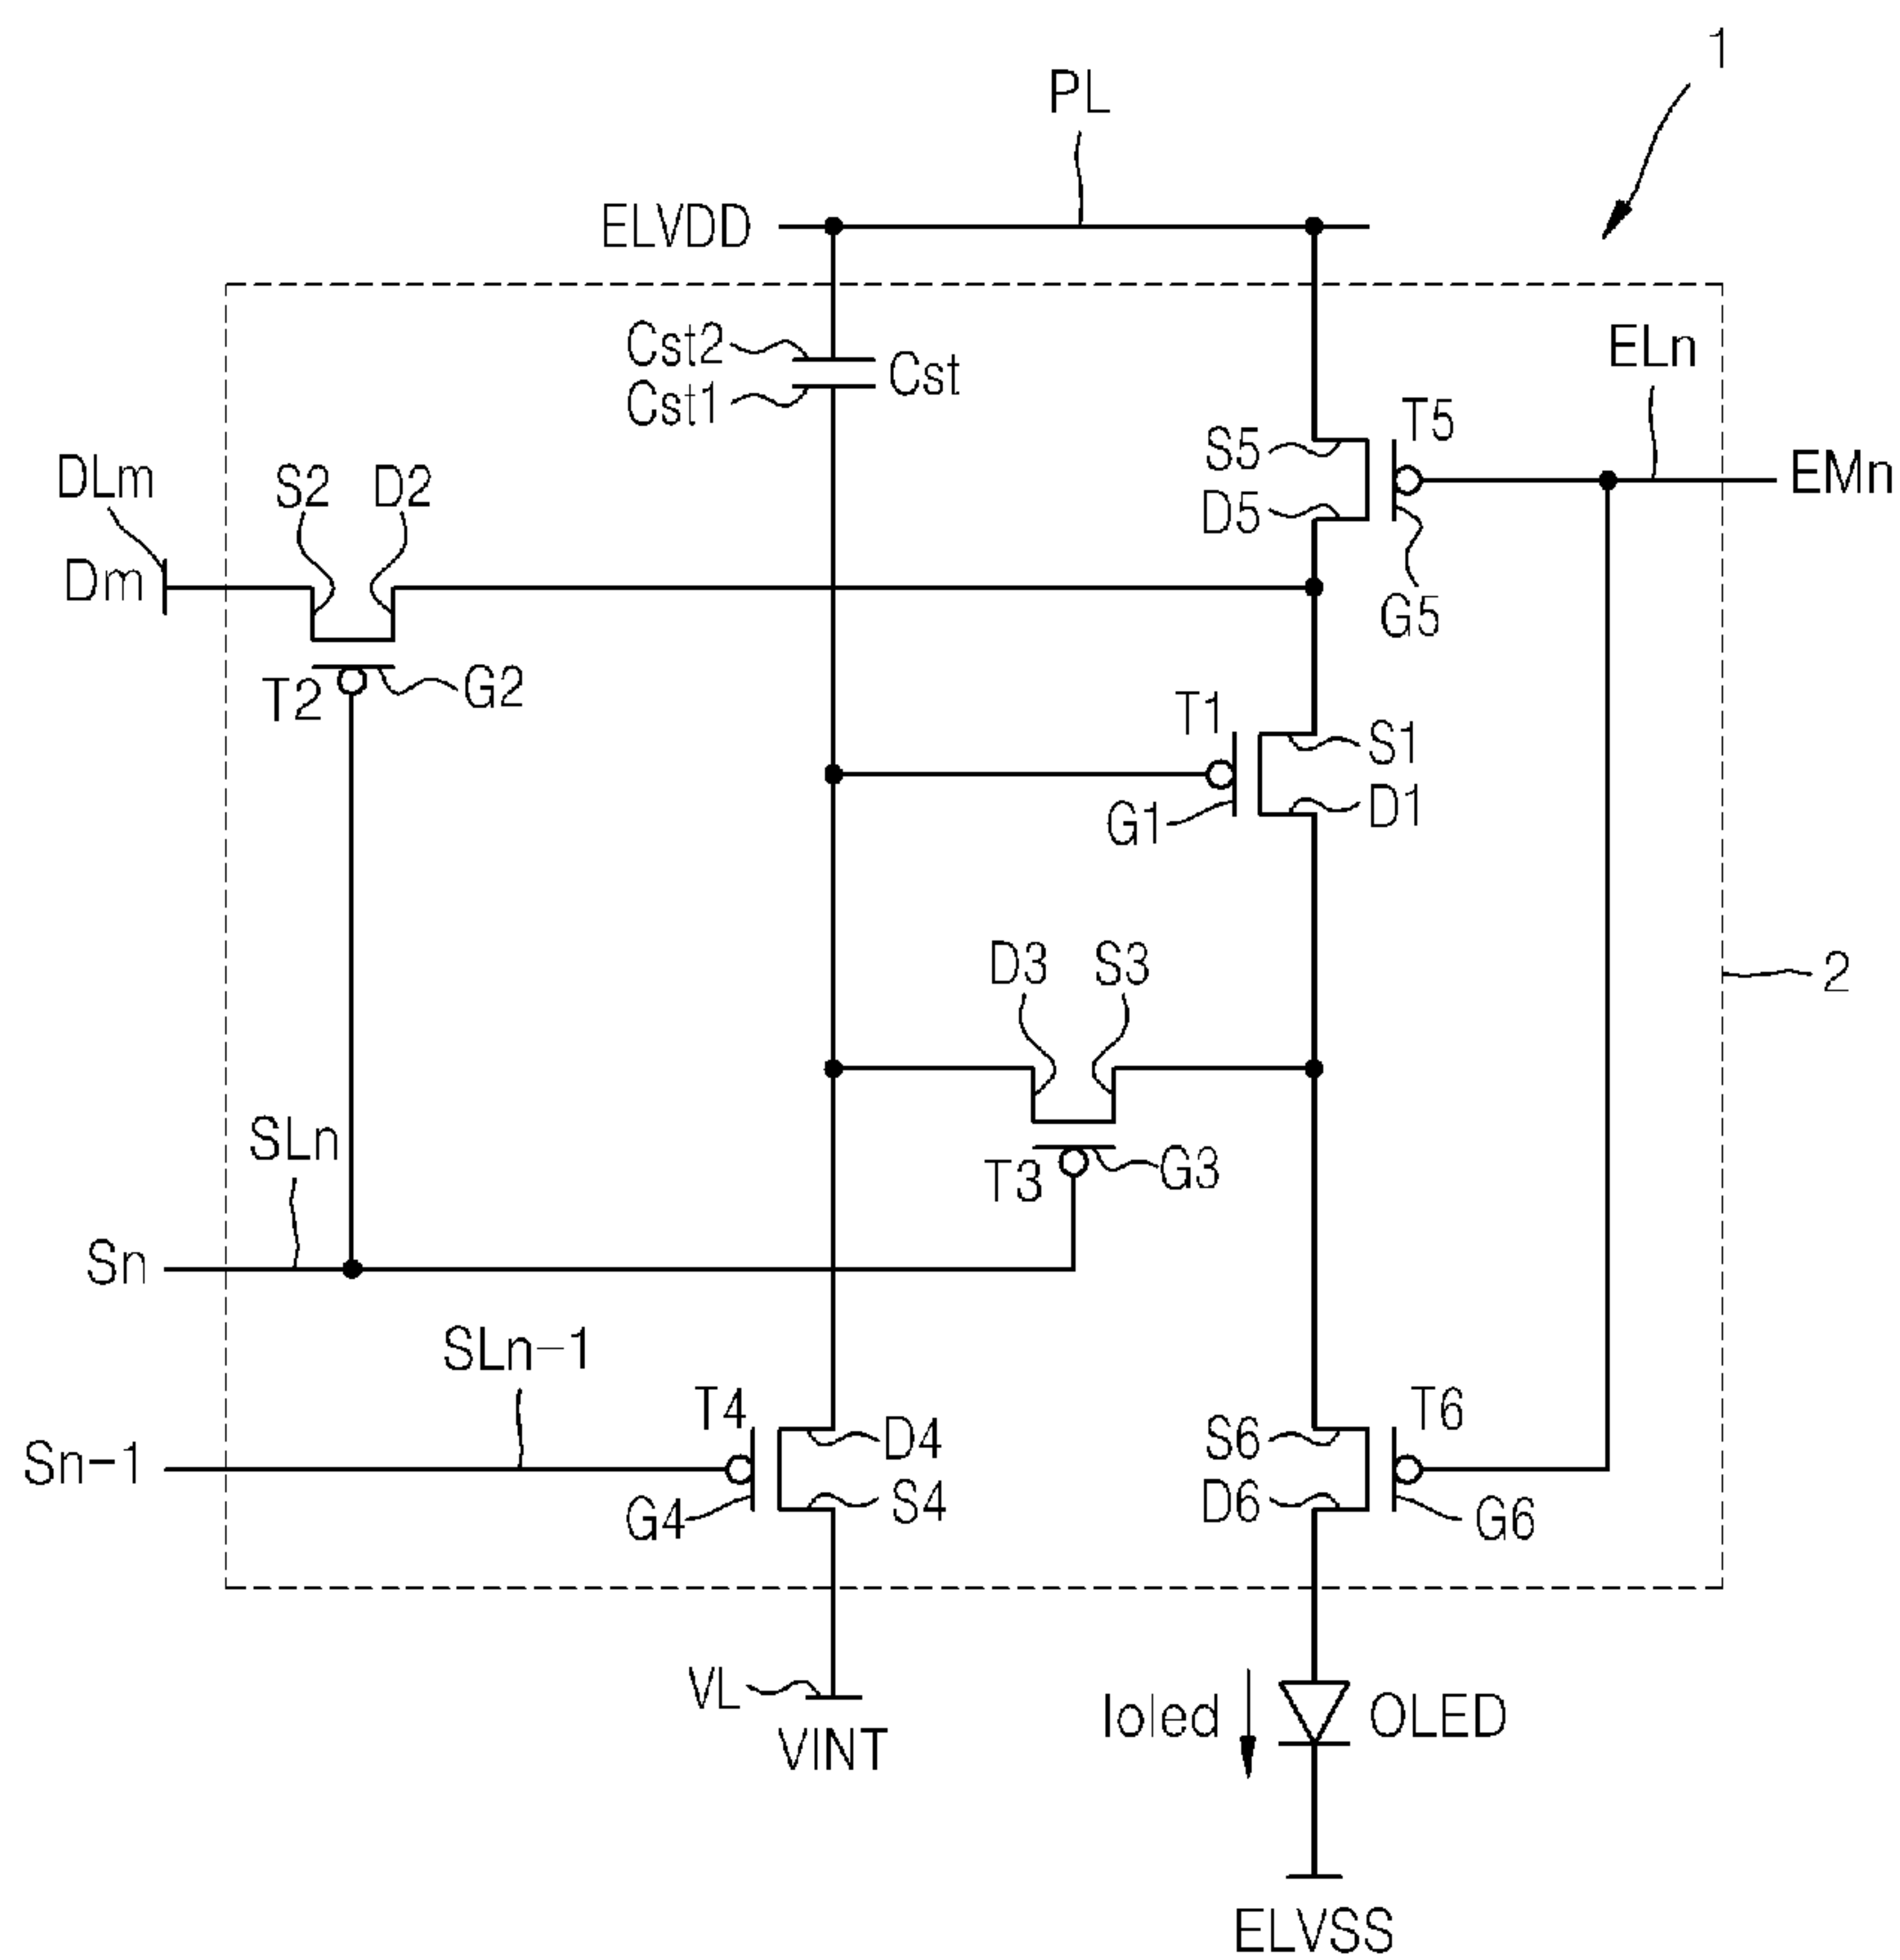 1
PL
ELVDD
Cst2
Cst
Cst1
ELn
T5
S5
EMn
DLm
S2
D2
D5
Dm
G5
T2
G2
T1
S1
G1
D1
D3
S3
2
SLn
T3
G3
Sn
SLn-1
T4
D4
S6
T6
Sn-1
G4
S4
D6
G6
VL
VINT
Ioled
OLED
ELVSS